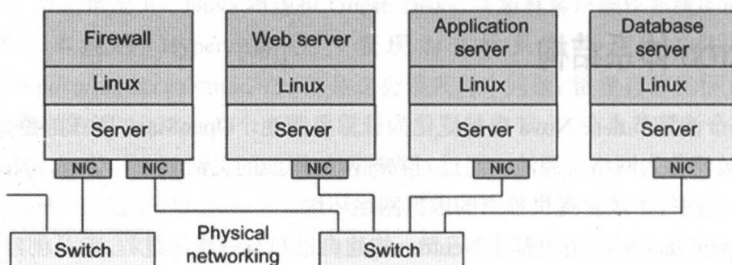 Firewall
Linux
Server
NIC NIC
Web server
Linux
Server
NIC
Application
server
Linux
Server
NIC
Database
server
Linux
Server
NIC
Switch
Physical
networking
Switch